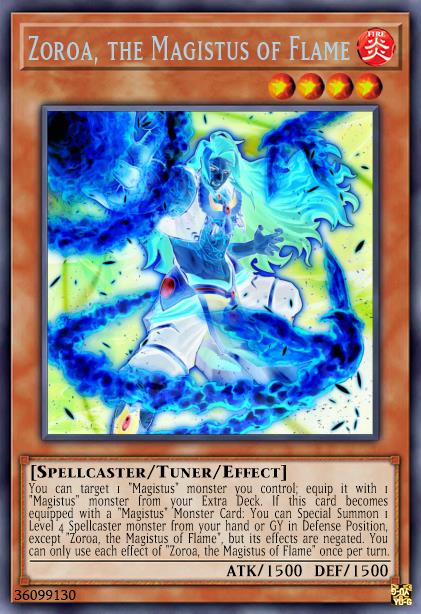 Zoroa, the Magistus of Flame
FIRE
炎
[Spellcaster/Tuner/Effect]
You can target 1 "Magistus" monster you control; equip it with 1
"Magistus" monster from your Extra Deck. If this card becomes
equipped with a "Magistus" Monster Card: You can Special Summon 1
Level 4 Spellcaster monster from your hand or GY in Defense Position,
except "Zoroa, the Magistus of Flame", but its effects are negated. You
can only use each effect of "Zoroa, the Magistus of Flame" once per turn.
ATK/1500 DEF/1500
36099130